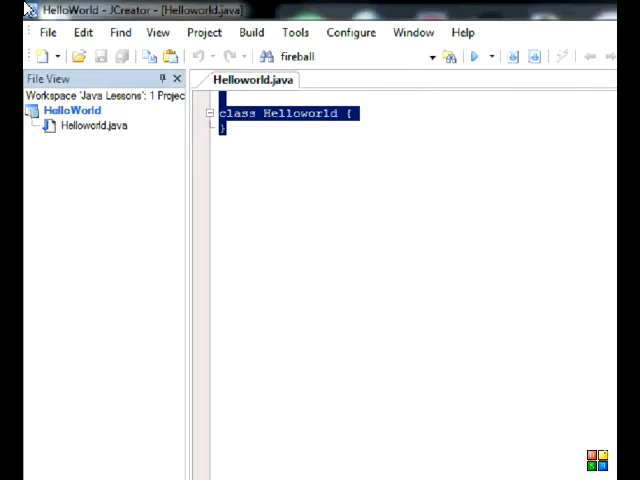 HelloWorld - JCreator - [Helloworld.java]
File Edit Find View Project Build Tools Configure Window Help
fireball
File View
Helloworld.java
Workspace 'Java Lessons': 1 Projec
HelloWorld
Helloworld.java
class Helloworld {
}